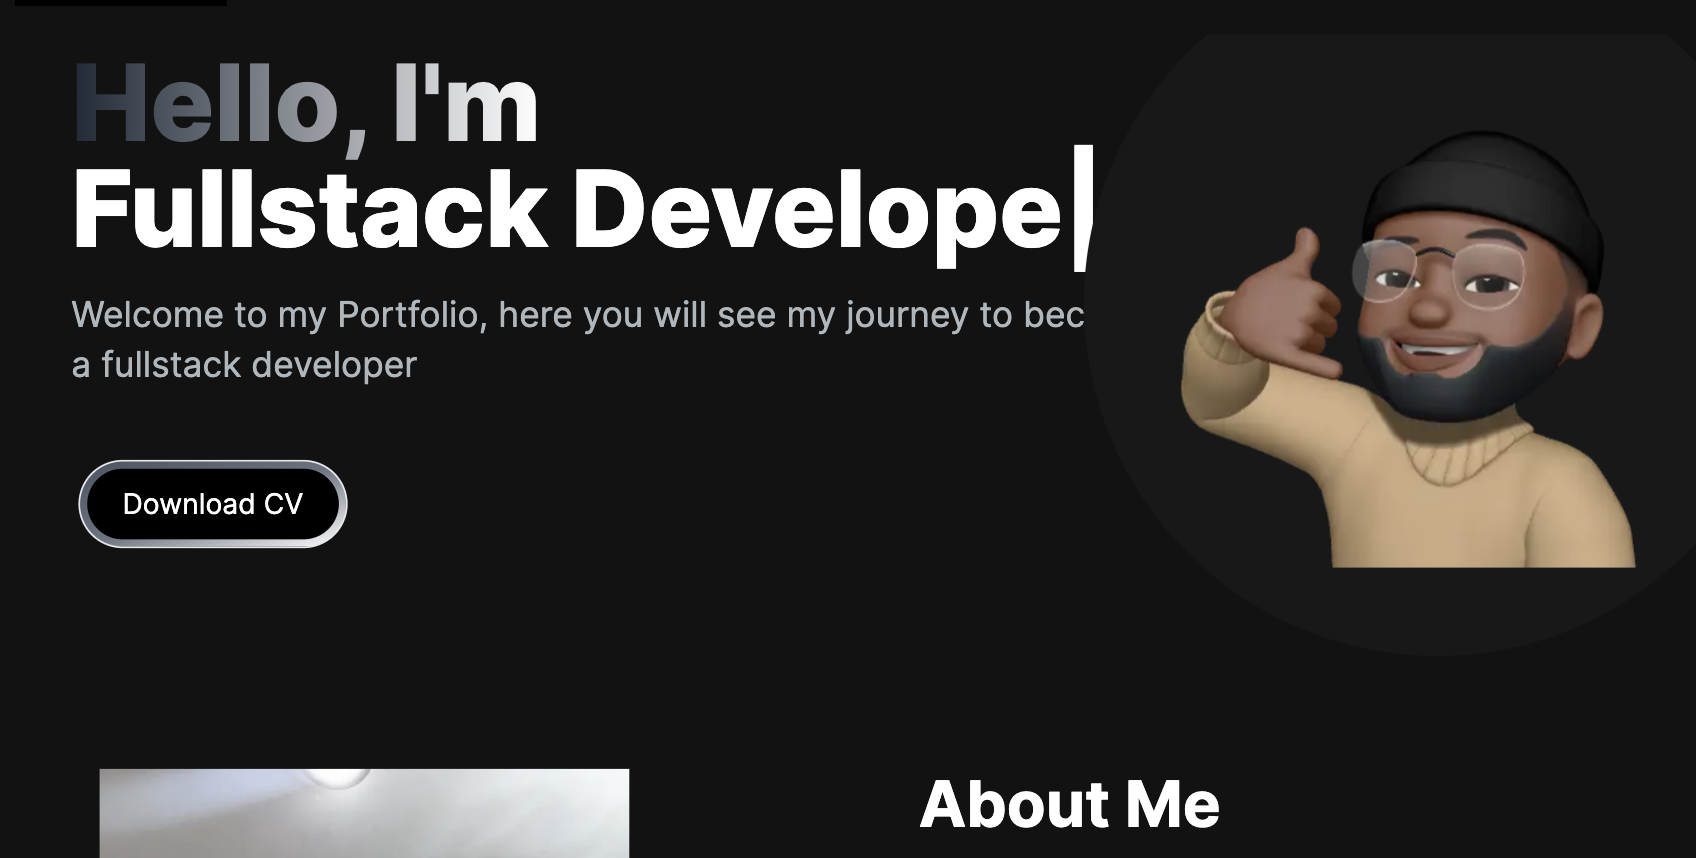 Hello, I'm
Fullstack Develope
Welcome to my Portfolio, here you will see my journey to bec
a fullstack developer
Download CV
About Me